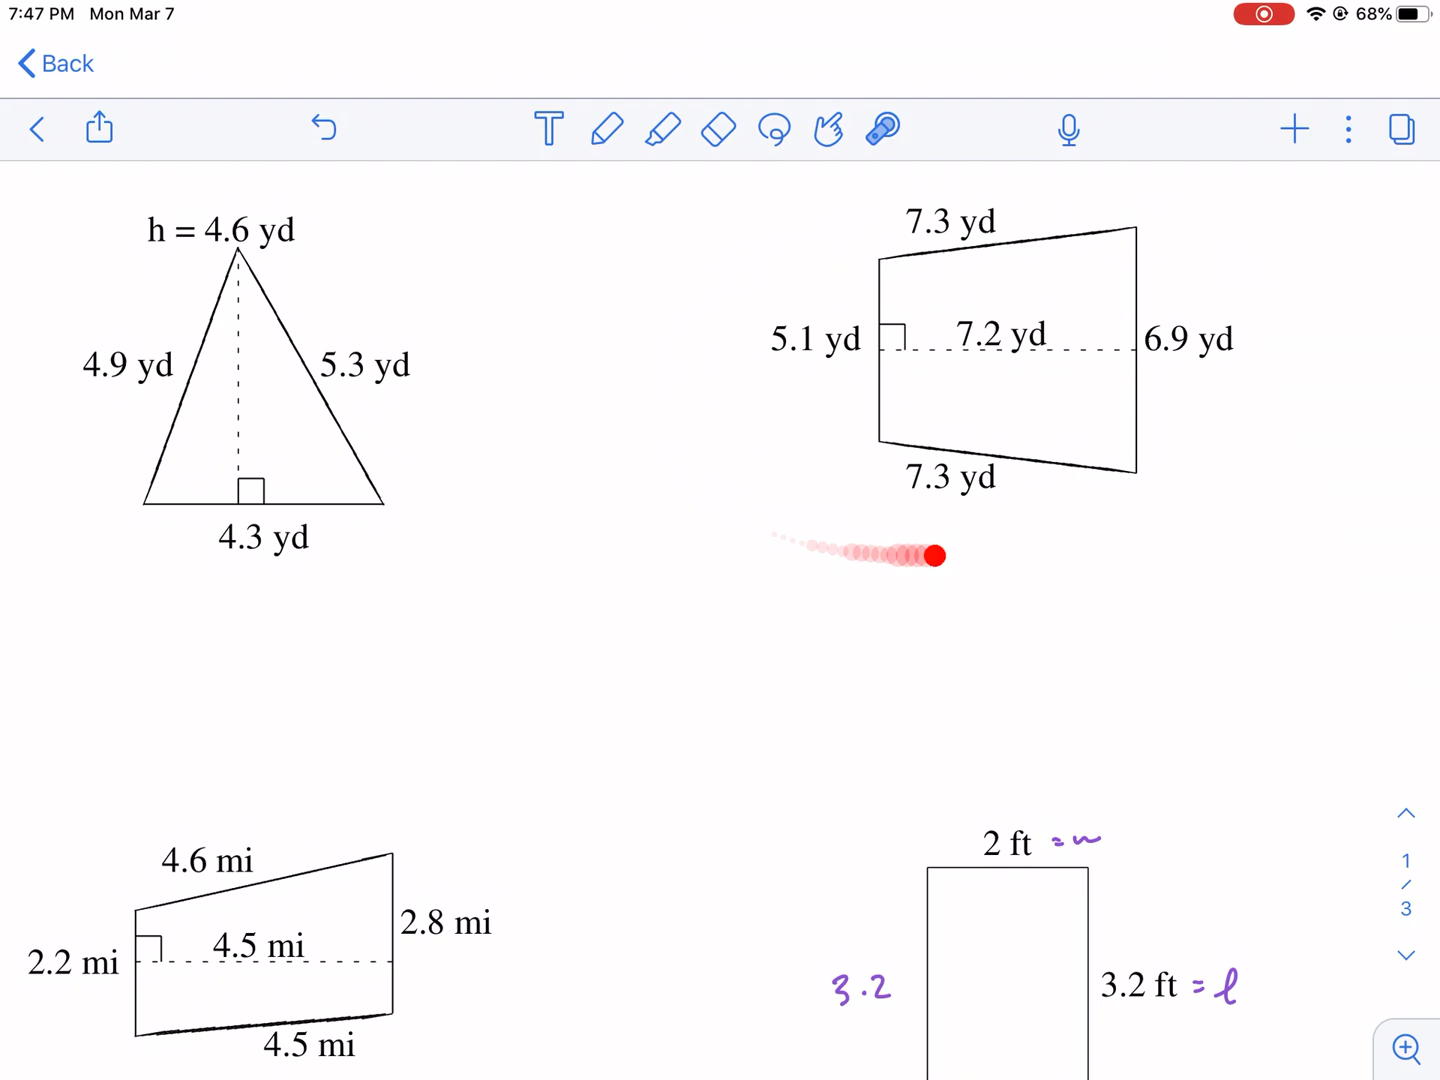 7:47 PM Mon Mar 7
68%
Back
h = 4.6 yd
4.9 yd
5.3 yd
4.3 yd
7.3 yd
5.1 yd
7.2 yd
6.9 yd
7.3 yd
4.6 mi
2.2 mi
4.5 mi
2.8 mi
4.5 mi
2 ft = w
3.2
3.2 ft = l
1
/
3